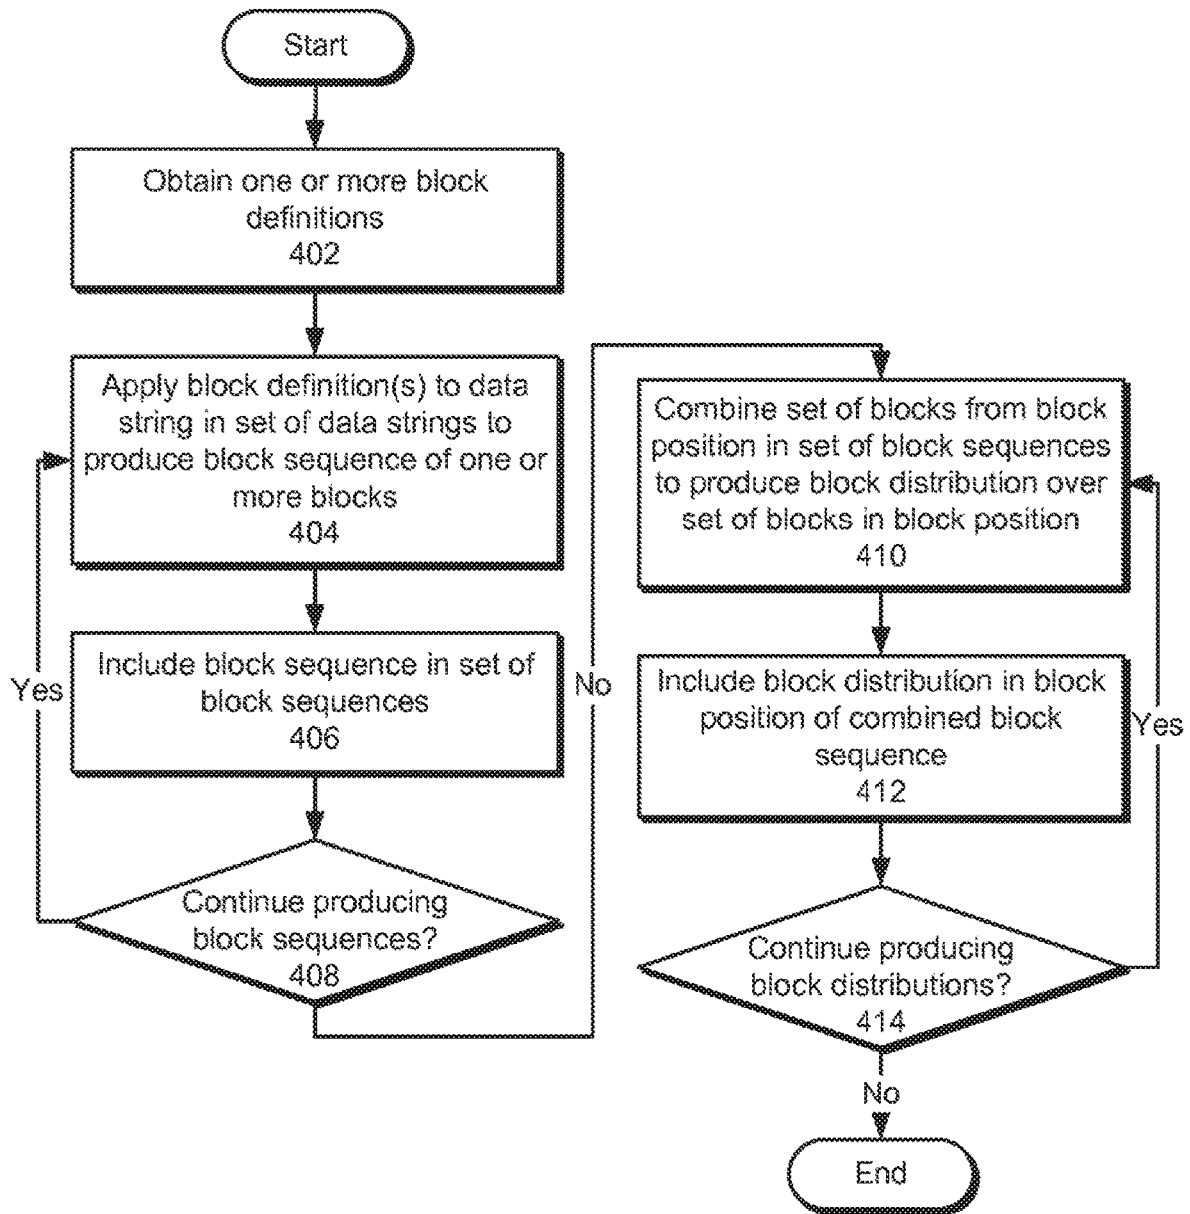 Start
Obtain one or more block
definitions
402
Apply block definition(s) to data
string in set of data strings to
produce block sequence of one or
more blocks
404
Include block sequence in set of
block sequences
406
Yes
Continue producing
block sequences?
408
No
Combine set of blocks from block
position in set of block sequences
to produce block distribution over
set of blocks in block position
410
Include block distribution in block
position of combined block
sequence
412
Yes
Continue producing
block distributions?
414
No
End